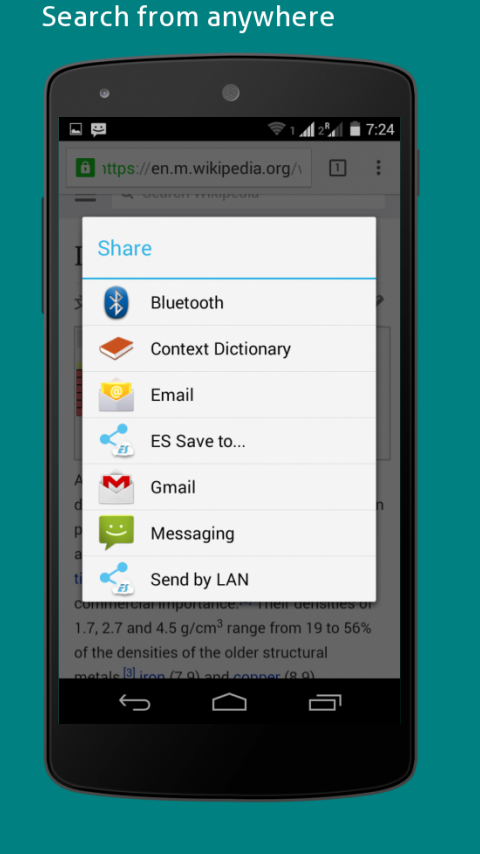 Search from anywhere
1 2 R 7:24
https://en.m.wikipedia.org/
1
Search Wikipedia
Share
Bluetooth
Context Dictionary
@
Email
ES
ES Save to...
Gmail
Messaging
ES
Send by LAN
commercial importance. Their densities of
1.7, 2.7 and 4.5 g/cm³ range from 19 to 56%
of the densities of the older structural
metals,[3] iron (7.9) and copper (8.9)